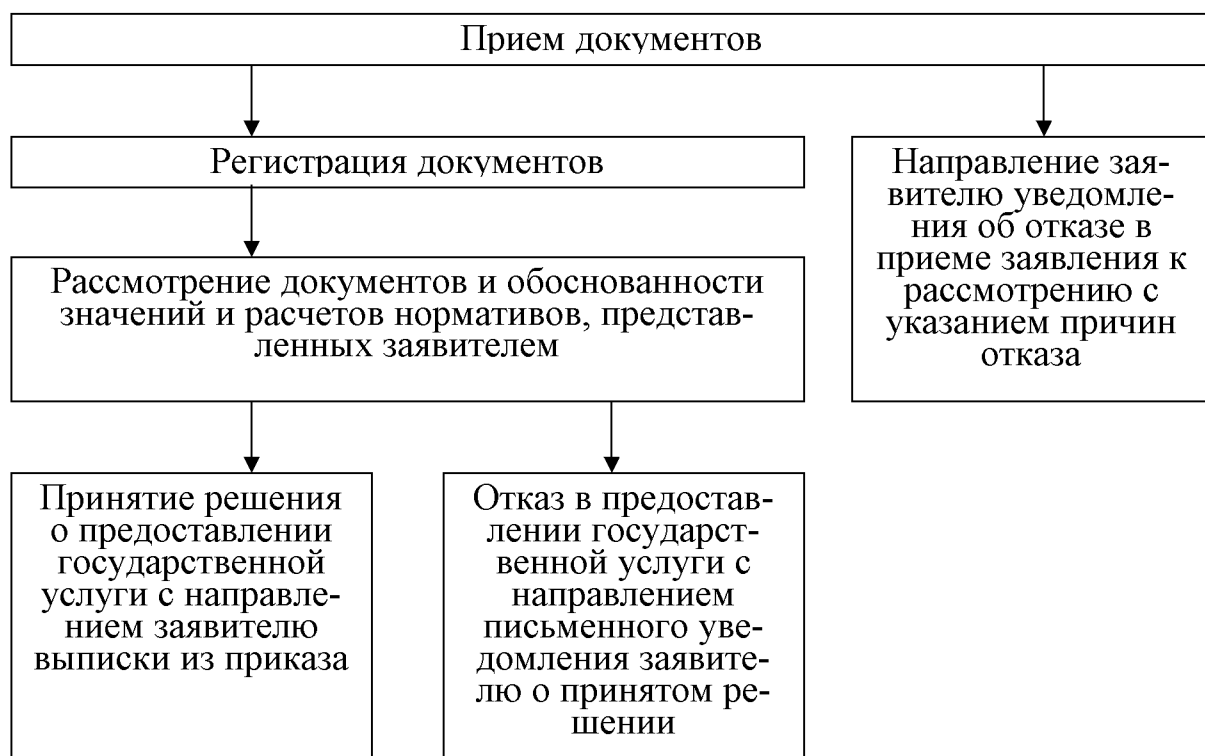 Прием документов
Регистрация документов
Направление зая-
вителю уведомле-
ния об отказе в
приеме заявления к
рассмотрению с
указанием причин
отказа
Рассмотрение документов и обоснованности
значений и расчетов нормативов, представ-
ленных заявителем
Принятие решения
о предоставлении
государственной
услуги с направле-
нием заявителю
выписки из приказа
Отказ в предостав-
лении государст-
венной услуги с
направлением
письменного уве-
домления заявите-
лю о принятом ре-
шении